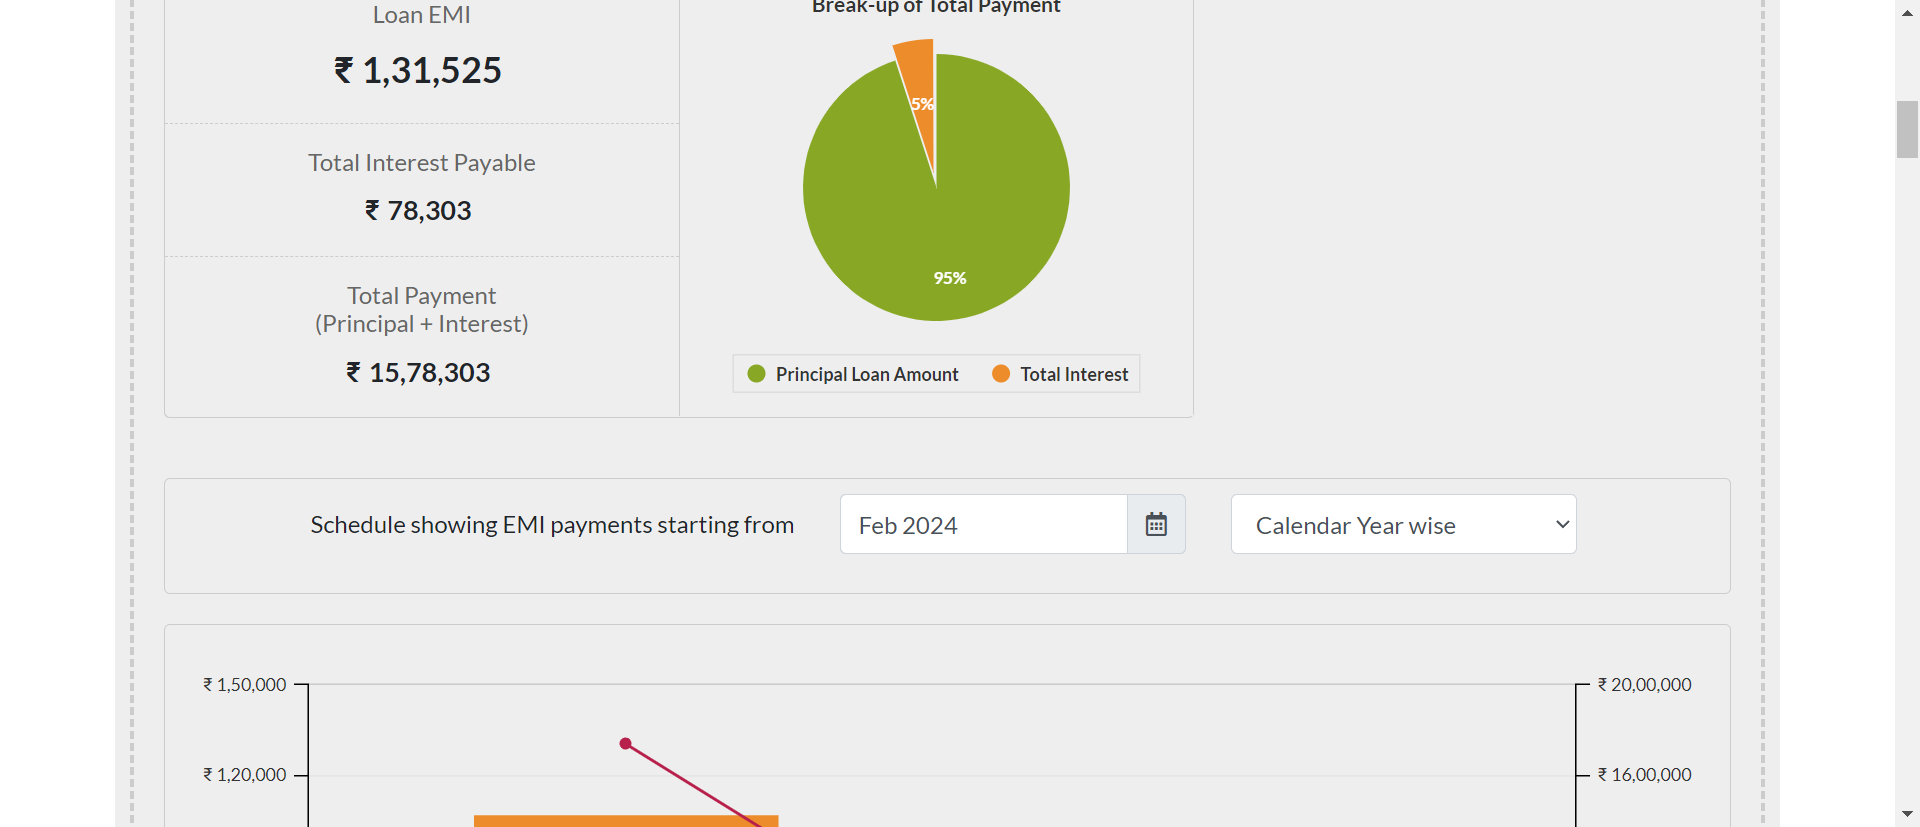 Loan EMI
₹ 1,31,525
Total Interest Payable
₹ 78,303
Total Payment
(Principal + Interest)
₹ 15,78,303
Break-up of Total Payment
5%
95%
Principal Loan Amount
Total Interest
Schedule showing EMI payments starting from
Feb 2024
Calendar Year wise
₹ 1,50,000
₹ 20,00,000
₹ 1,20,000
₹ 16,00,000